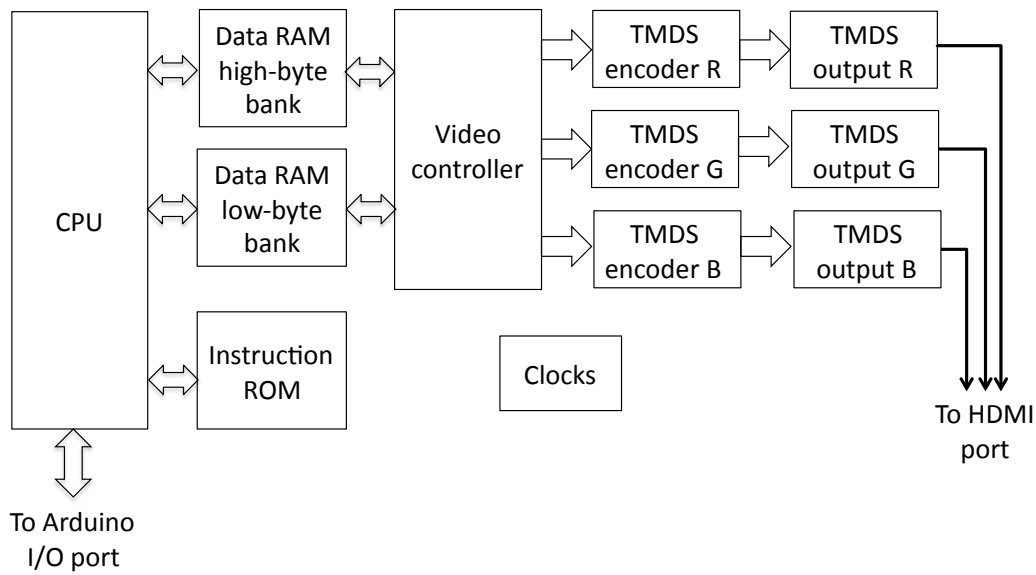 CPU
Data RAM
high-byte
bank
Data RAM
low-byte
bank
Instruction
ROM
Video
controller
TMDS
encoder R
TMDS
output R
TMDS
encoder G
TMDS
output G
TMDS
encoder B
TMDS
output B
Clocks
To HDMI
port
To Arduino
I/O port